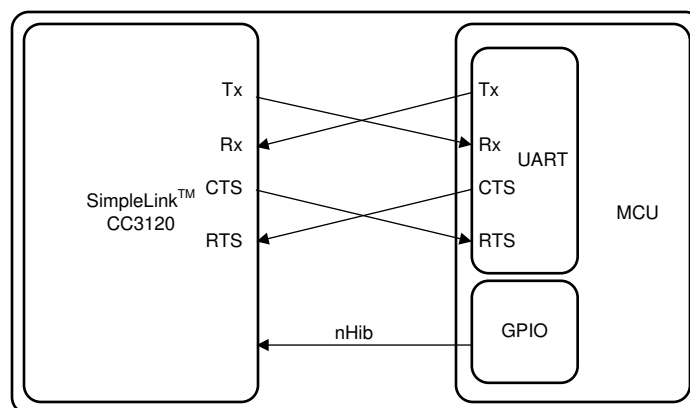 Tx
Rx
CTS
RTS
SimpleLink™
CC3120
nHib
Tx
Rx
CTS
RTS
UART
GPIO
MCU